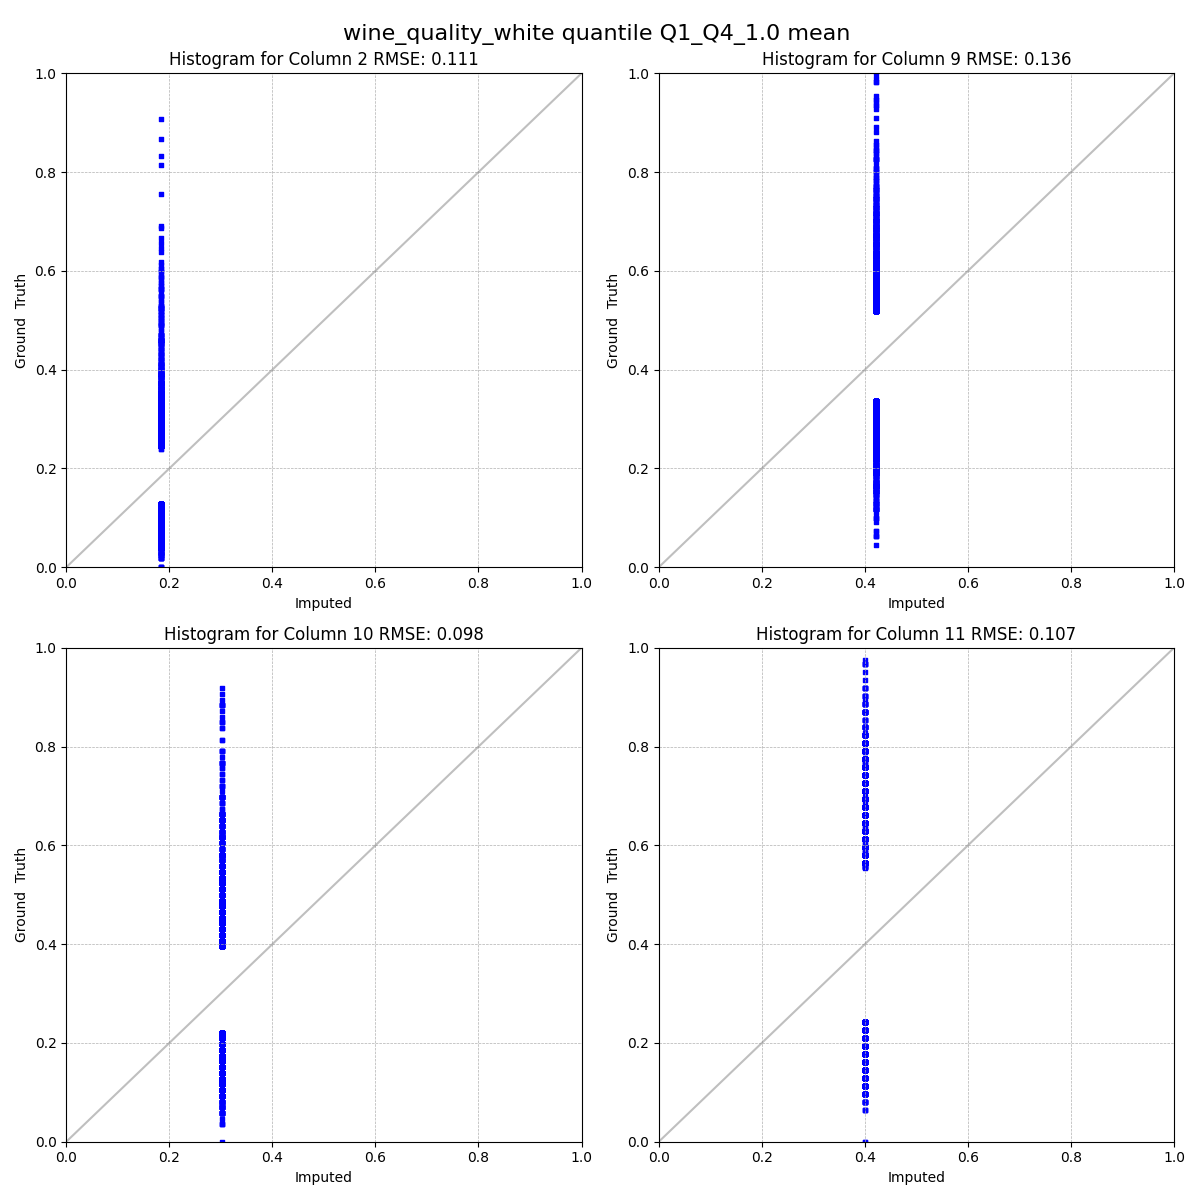 wine_quality_white quantile Q1_Q4_1.0 mean
Histogram for Column 2 RMSE: 0.111
1.0
0.8
0.6
0.4
0.2
0.0
Ground  Truth
0.0 0.2 0.4 0.6 0.8 1.0
Imputed
Histogram for Column 9 RMSE: 0.136
1.0
0.8
0.6
0.4
0.2
0.0
Ground  Truth
0.0 0.2 0.4 0.6 0.8 1.0
Imputed
Histogram for Column 10 RMSE: 0.098
1.0
0.8
0.6
0.4
0.2
0.0
Ground  Truth
0.0 0.2 0.4 0.6 0.8 1.0
Imputed
Histogram for Column 11 RMSE: 0.107
1.0
0.8
0.6
0.4
0.2
0.0
Ground  Truth
0.0 0.2 0.4 0.6 0.8 1.0
Imputed